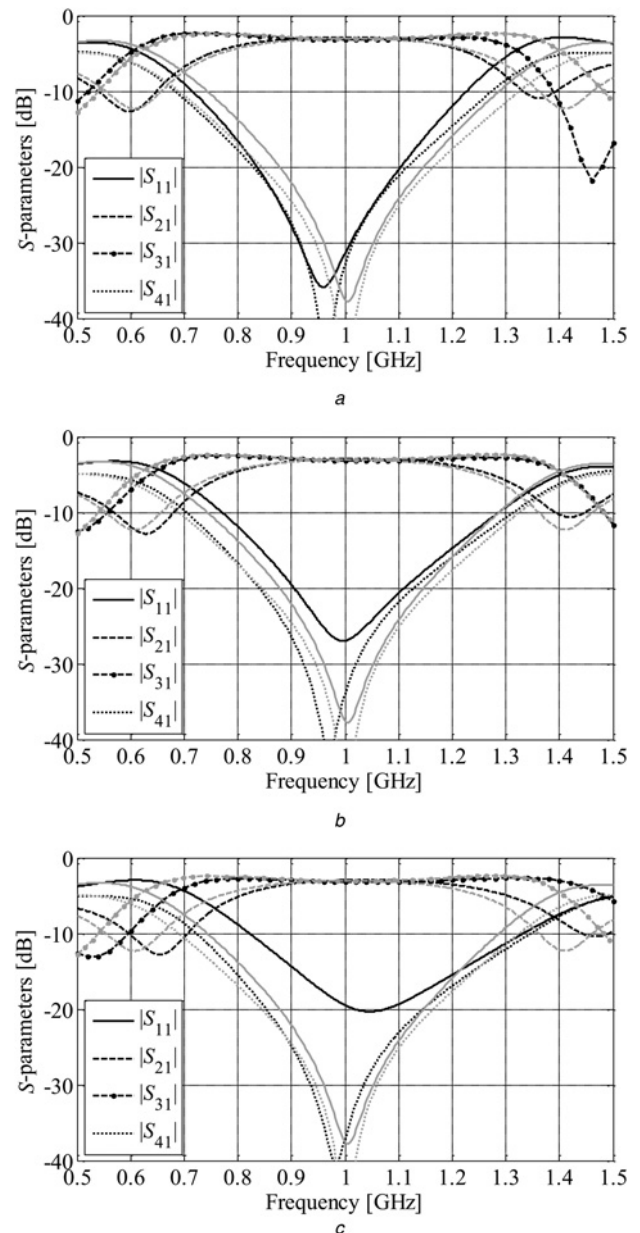 0
-10
-20
-30
-40
S-parameters [dB]
|S11|
|S21|
|S31|
|S41|
0.5 0.6 0.7 0.8 0.9 1 1.1 1.2 1.3 1.4 1.5
Frequency [GHz]
a
0
-10
-20
-30
-40
S-parameters [dB]
|S11|
|S21|
|S31|
|S41|
0.5 0.6 0.7 0.8 0.9 1 1.1 1.2 1.3 1.4 1.5
Frequency [GHz]
b
0
-10
-20
-30
-40
S-parameters [dB]
|S11|
|S21|
|S31|
|S41|
0.5 0.6 0.7 0.8 0.9 1 1.1 1.2 1.3 1.4 1.5
Frequency [GHz]
c